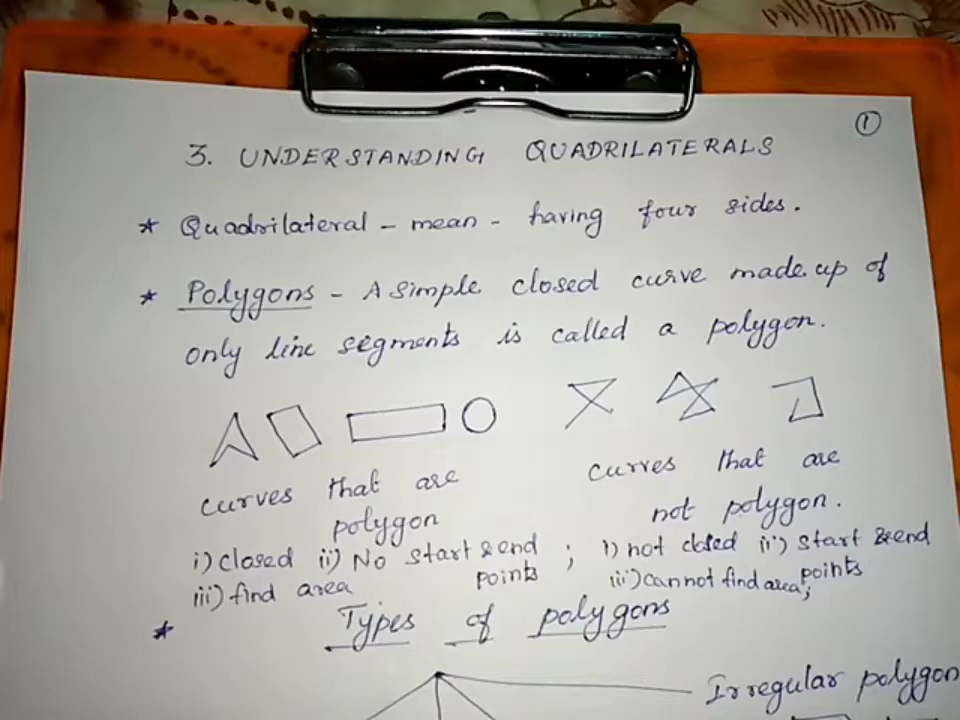 1
3. UNDERSTANDING QUADRILATERALS
* Quadrilateral - mean - having four sides.
* Polygons - A simple closed curve made up of
only line segments is called a polygon.
curves that are
polygon
curves that are
not polygon.
i) closed ii) No start & end
points
iii) find area
; i) not closed ii) start & end
points
iii) cannot find area;
* Types of polygons
Irregular polygon